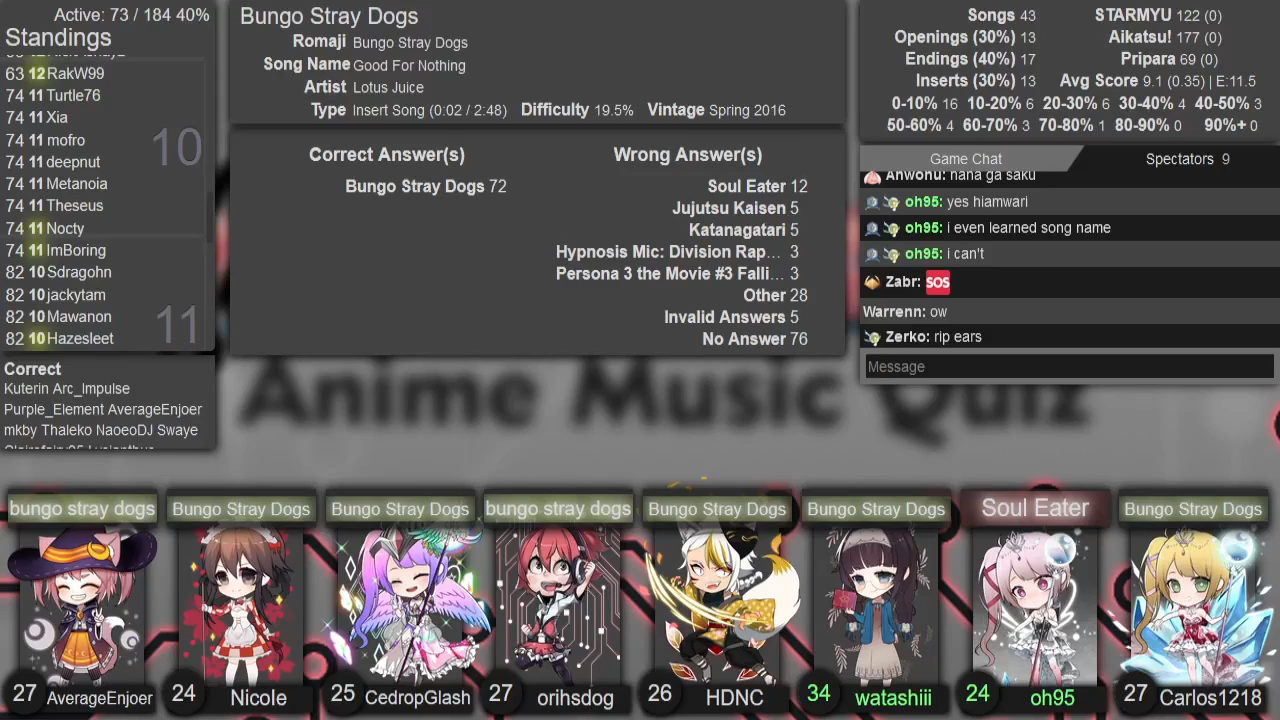 Active: 73 / 184 40%
Standings
63 12 RakW99
74 11 Turtle76
74 11 Xia
74 11 mofro
74 11 deepnut
74 11 Metanoia
74 11 Theseus
74 11 Nocty
74 11 ImBoring
82 10 Sdragohn
82 10 jackytam
82 10 Mawanon
82 10 Hazesleet
10
11
Correct
Kuterin Arc_Impulse
Purple_Element AverageEnjoer
mkby Thaleko NaoeoDJ Swaye
Bungo Stray Dogs
Romaji Bungo Stray Dogs
Song Name Good For Nothing
Artist Lotus Juice
Type Insert Song (0:02 / 2:48) Difficulty 19.5% Vintage Spring 2016
Correct Answer(s)
Bungo Stray Dogs 72
Wrong Answer(s)
Soul Eater 12
Jujutsu Kaisen 5
Katanagatari 5
Hypnosis Mic: Division Rap... 3
Persona 3 the Movie #3 Falli... 3
Other 28
Invalid Answers 5
No Answer 76
Songs 43 STARMYU 122 (0)
Openings (30%) 13 Aikatsu! 177 (0)
Endings (40%) 17 Pripara 69 (0)
Inserts (30%) 13 Avg Score 9.1 (0.35) | E:11.5
0-10% 16 10-20% 6 20-30% 6 30-40% 4 40-50% 3
50-60% 4 60-70% 3 70-80% 1 80-90% 0 90%+ 0
Game Chat Spectators 9
Anwonu: hana ga saku
oh95: yes hiamwari
oh95: i even learned song name
oh95: i can't
Zabr: SOS
Warrenn: ow
Zerko: rip ears
Message
Anime Music Quiz
bungo stray dogs
Bungo Stray Dogs
Bungo Stray Dogs
bungo stray dogs
Bungo Stray Dogs
Bungo Stray Dogs
Soul Eater
Bungo Stray Dogs
27 AverageEnjoer
24 Nicole
25 CedropGlash
27 orihsdog
26 HDNC
34 watashiii
24 oh95
27 Carlos1218